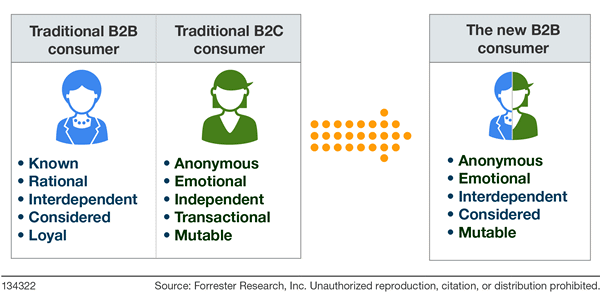 Traditional B2B
consumer
Traditional B2C
consumer
The new B2B
consumer
• Known
• Rational
• Interdependent
• Considered
• Loyal
• Anonymous
• Emotional
• Independent
• Transactional
• Mutable
• Anonymous
• Emotional
• Interdependent
• Considered
• Mutable
134322
Source: Forrester Research, Inc. Unauthorized reproduction, citation, or distribution prohibited.